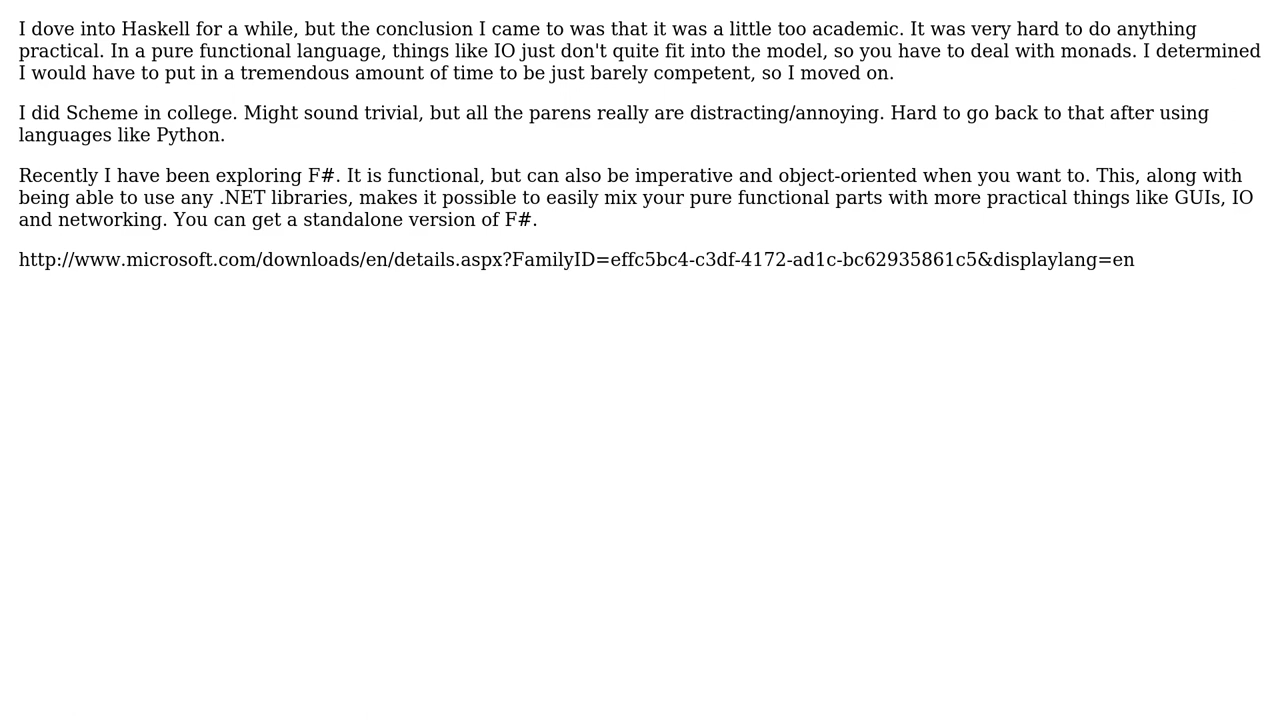 I dove into Haskell for a while, but the conclusion I came to was that it was a little too academic. It was very hard to do anything
practical. In a pure functional language, things like IO just don't quite fit into the model, so you have to deal with monads. I determined
I would have to put in a tremendous amount of time to be just barely competent, so I moved on.
I did Scheme in college. Might sound trivial, but all the parens really are distracting/annoying. Hard to go back to that after using
languages like Python.
Recently I have been exploring F#. It is functional, but can also be imperative and object-oriented when you want to. This, along with
being able to use any .NET libraries, makes it possible to easily mix your pure functional parts with more practical things like GUIs, IO
and networking. You can get a standalone version of F#.
http://www.microsoft.com/downloads/en/details.aspx?FamilyID=effc5bc4-c3df-4172-ad1c-bc62935861c5&displaylang=en